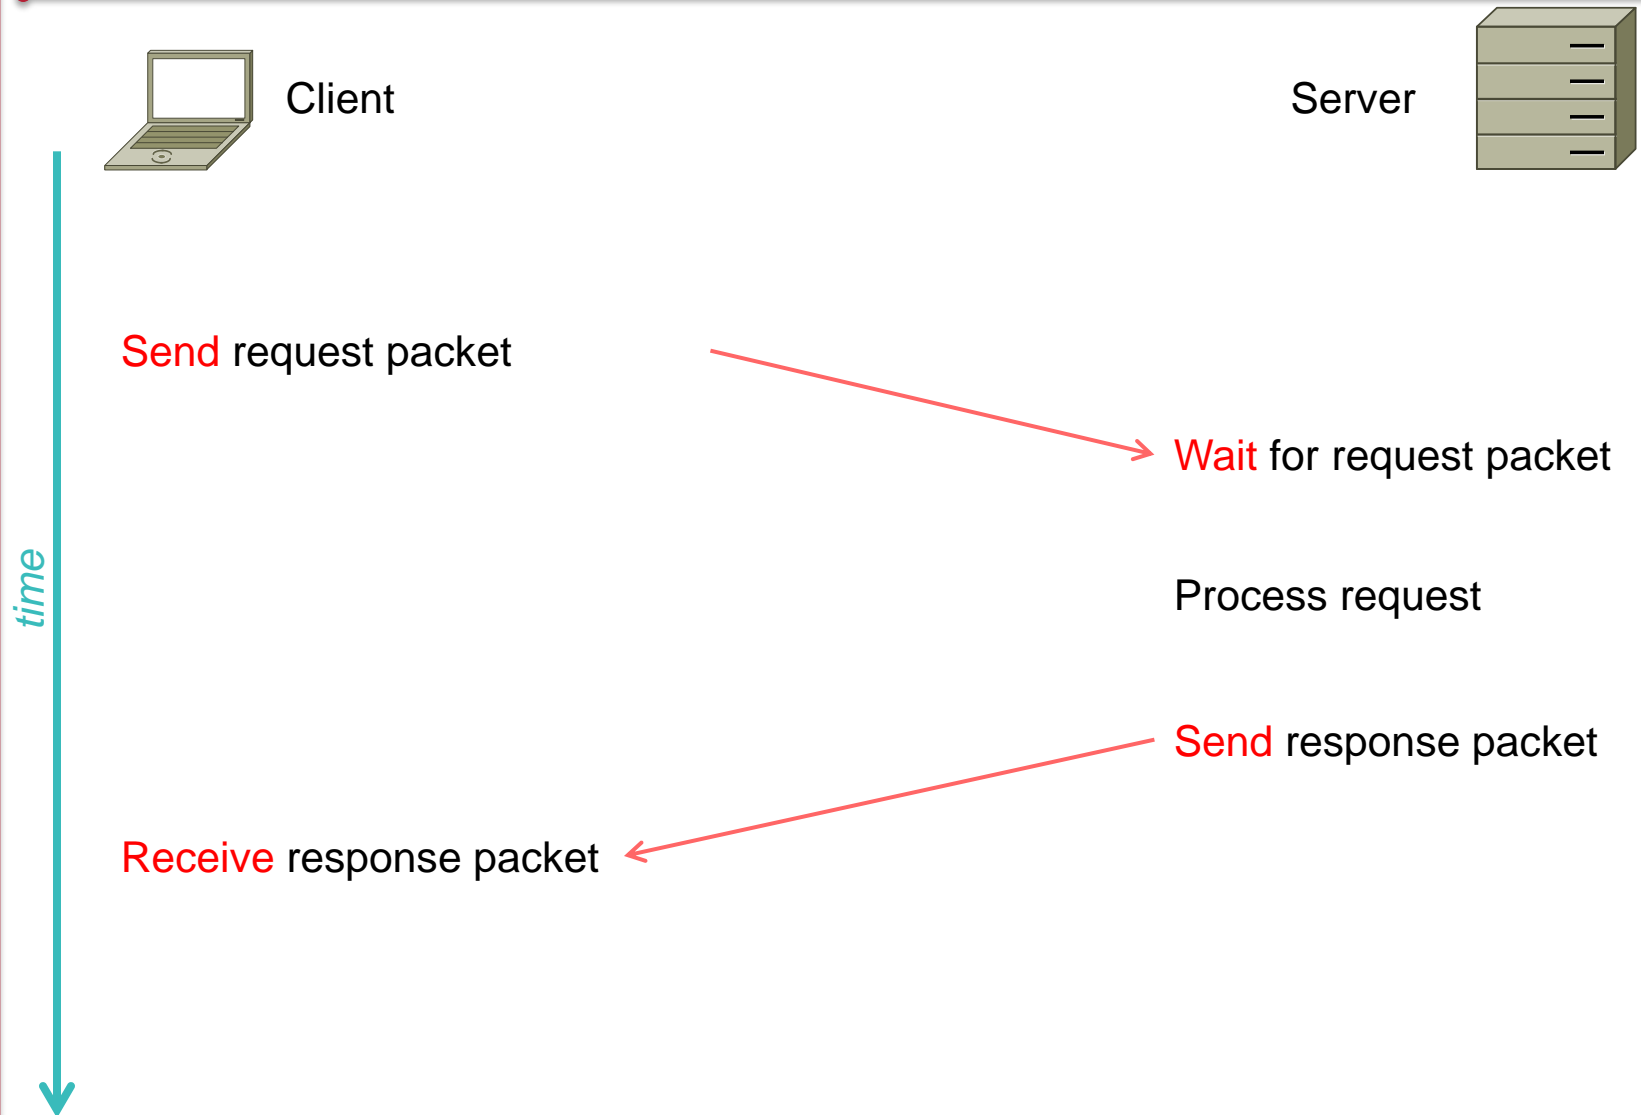 Client
Server
Send request packet
Wait for request packet
time
Process request
Send response packet
Receive response packet